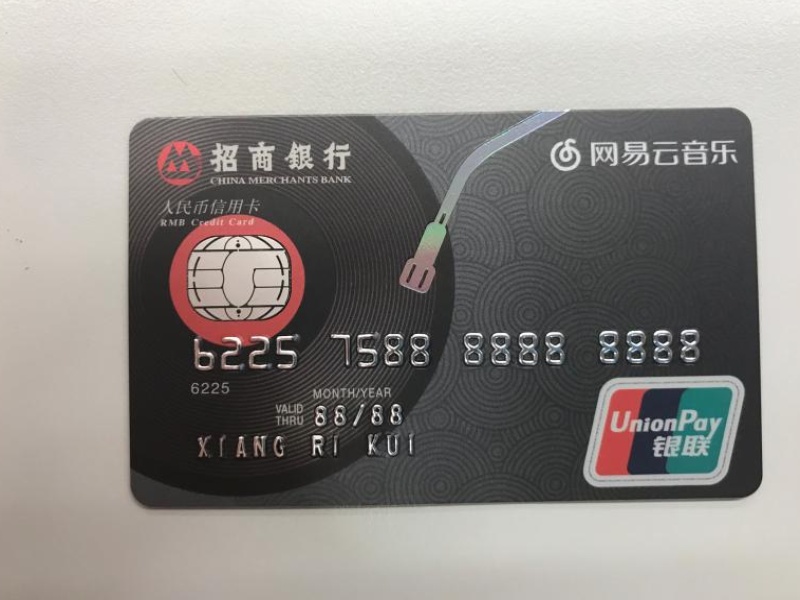 招商银行
CHINA MERCHANTS BANK
网易云音乐
人民币信用卡
RMB Credit Card
6225 7588 8888 8888
6225
MONTH/YEAR
VALID THRU 88/88
XIANG RI KUI
UnionPay
银联